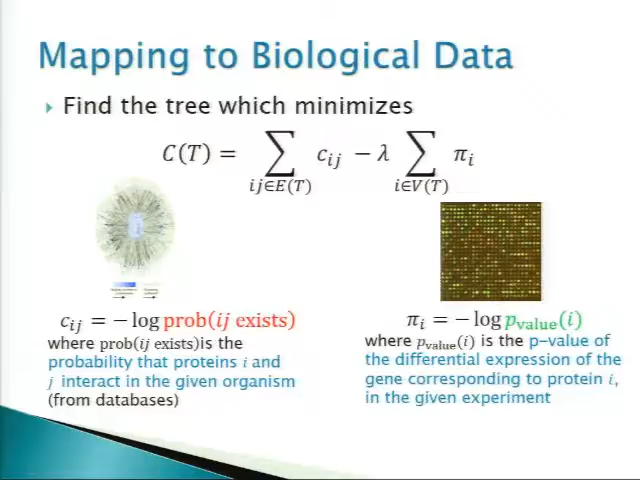 Mapping to Biological Data
Find the tree which minimizes
C(T) = ∑ c_ij − λ ∑ π_i
ij∈E(T) i∈V(T)
c_ij = − log prob(ij exists)
where prob(ij exists)is the
probability that proteins i and
j interact in the given organism
(from databases)
π_i = − log p_value(i)
where p_value(i) is the p-value of
the differential expression of the
gene corresponding to protein i,
in the given experiment